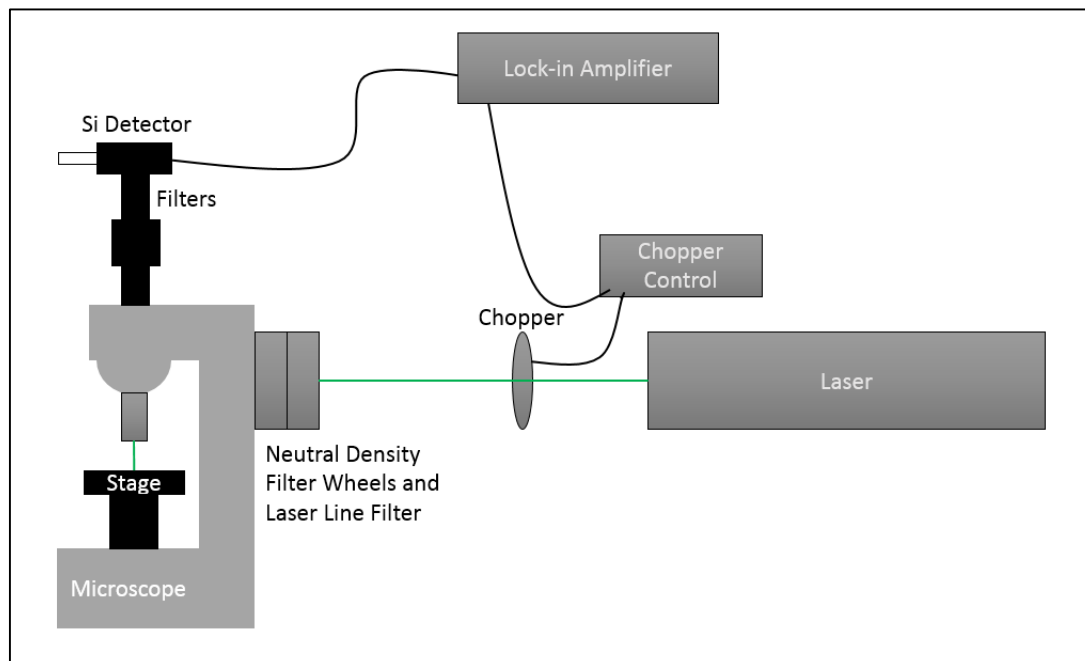 Lock-in Amplifier
Si Detector
Filters
Chopper
Control
Chopper
Laser
Neutral Density
Filter Wheels and
Laser Line Filter
Stage
Microscope